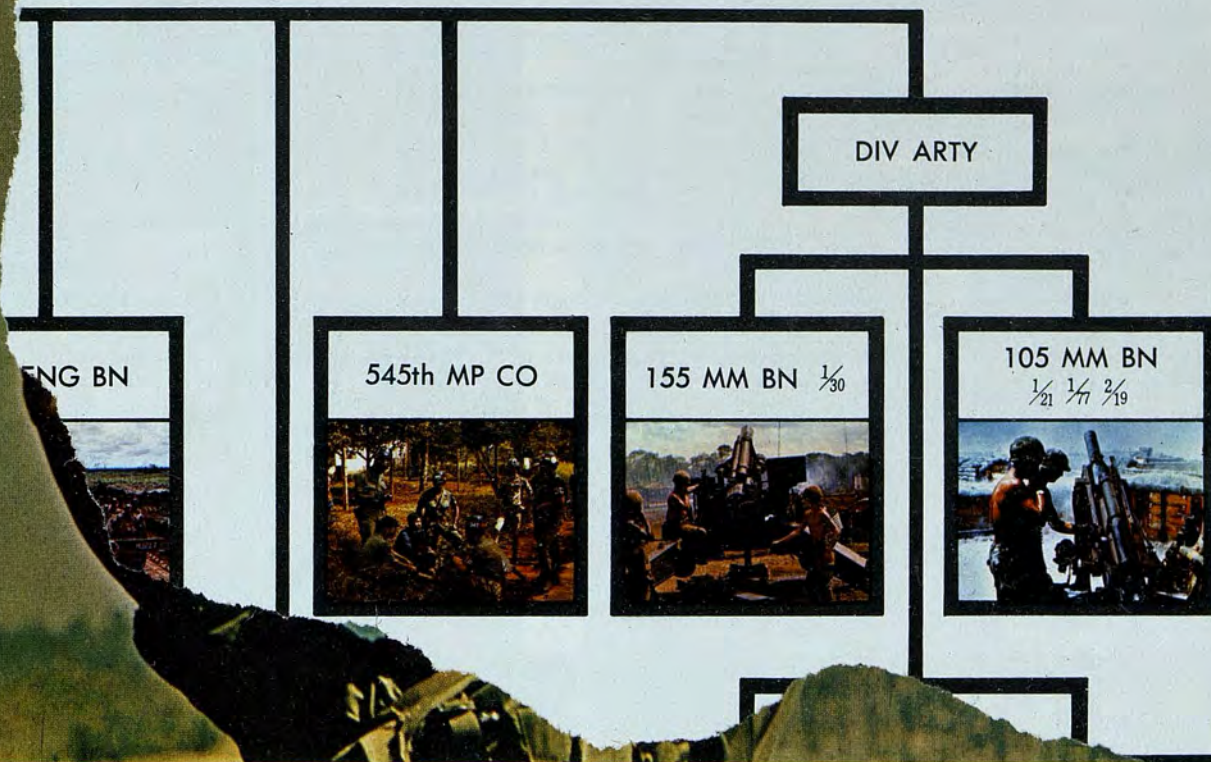 DIV ARTY
ENG BN
545th MP CO
155 MM BN 1/30
105 MM BN
1/21 1/77 2/19